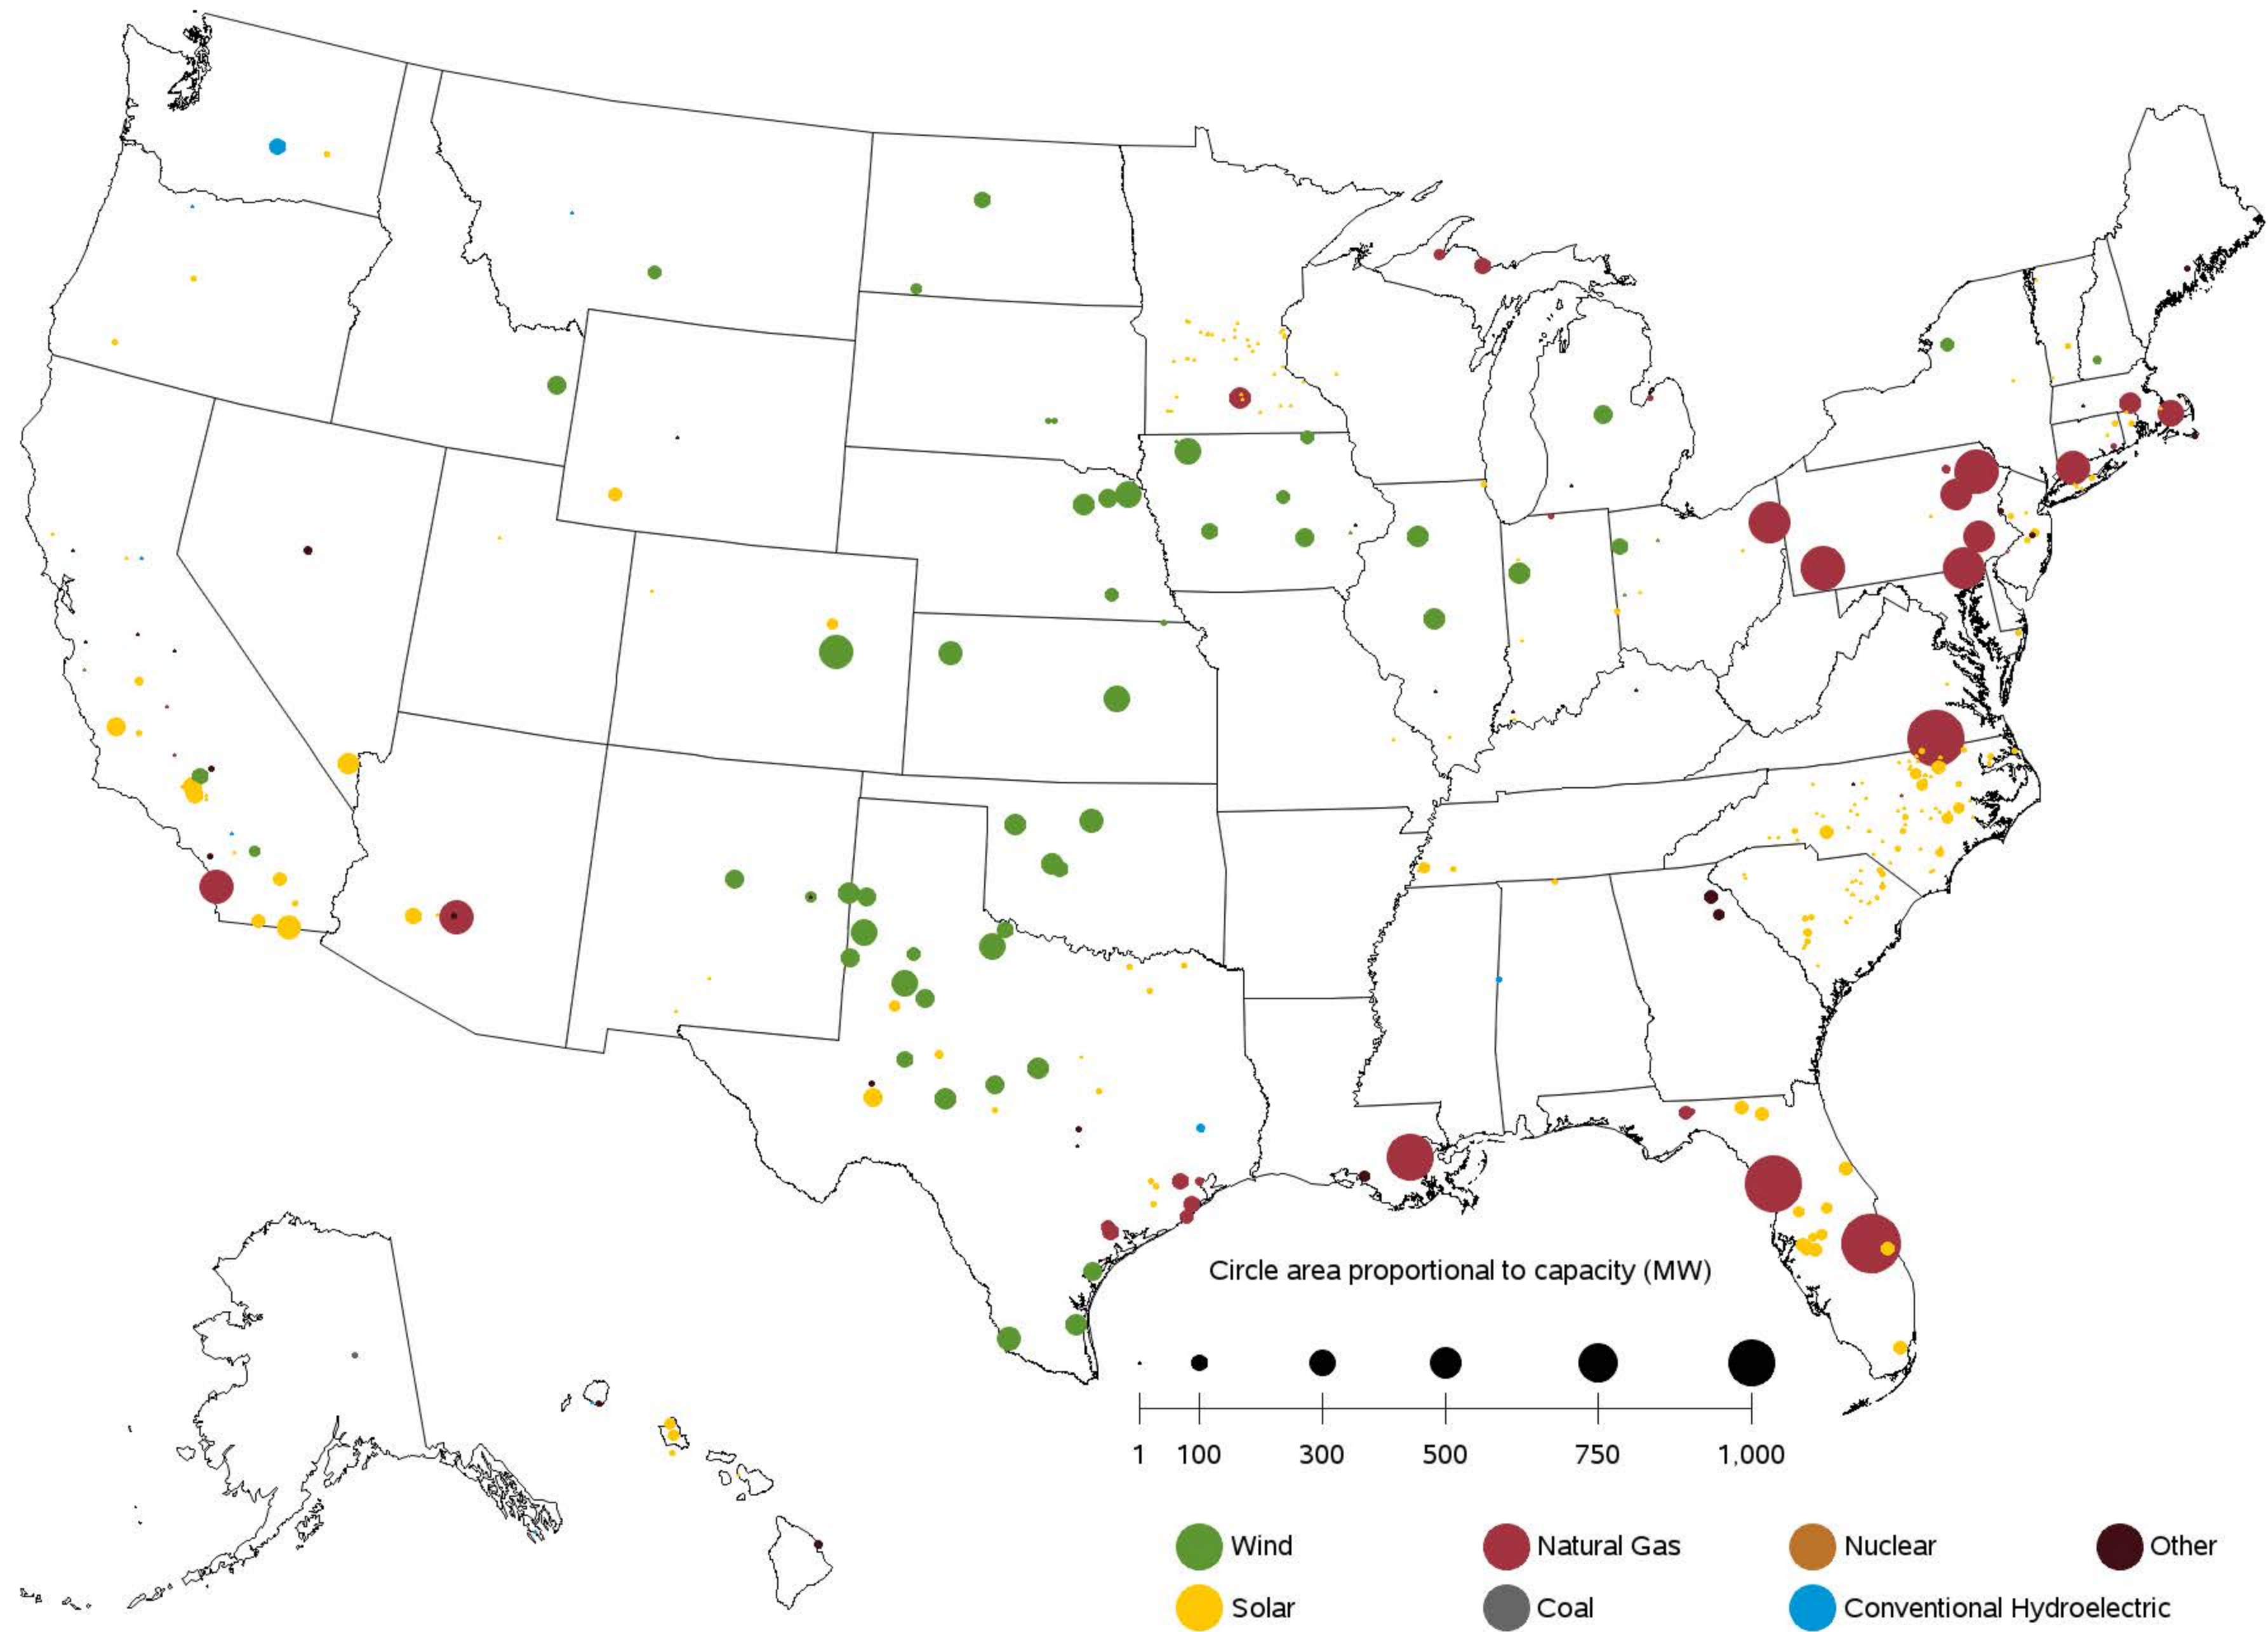 Circle area proportional to capacity (MW)
1 100 300 500 750 1,000
Wind Natural Gas Nuclear Other
Solar Coal Conventional Hydroelectric